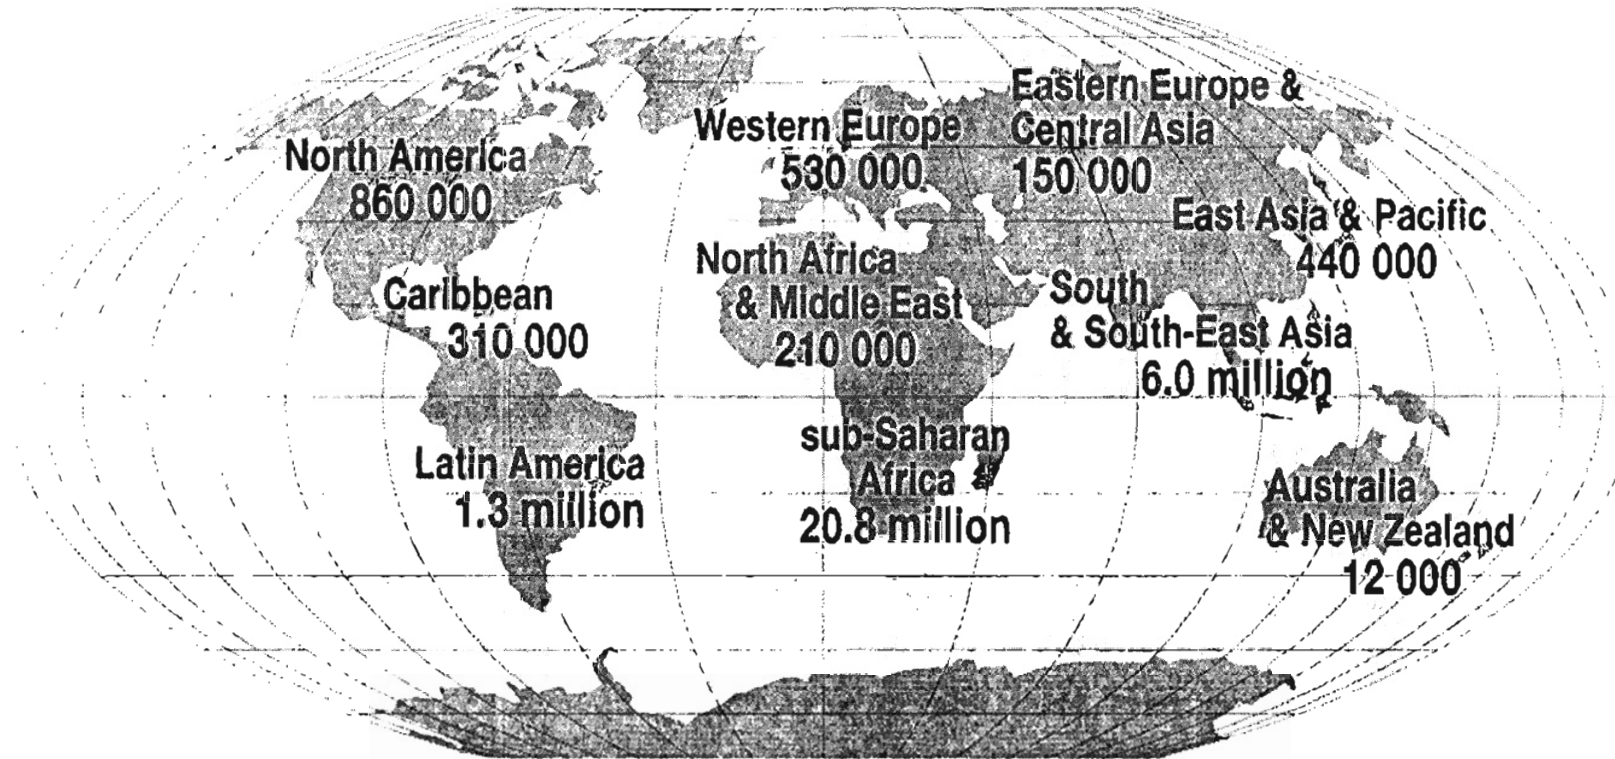 Eastern Europe &
Central Asia
150 000
Western Europe
530 000
North America
860 000
East Asia & Pacific
440 000
North Africa
& Middle East
210 000
South
& South-East Asia
6.0 million
Caribbean
310 000
sub-Saharan
Africa
20.8 million
Latin America
1.3 million
Australia
& New Zealand
12 000